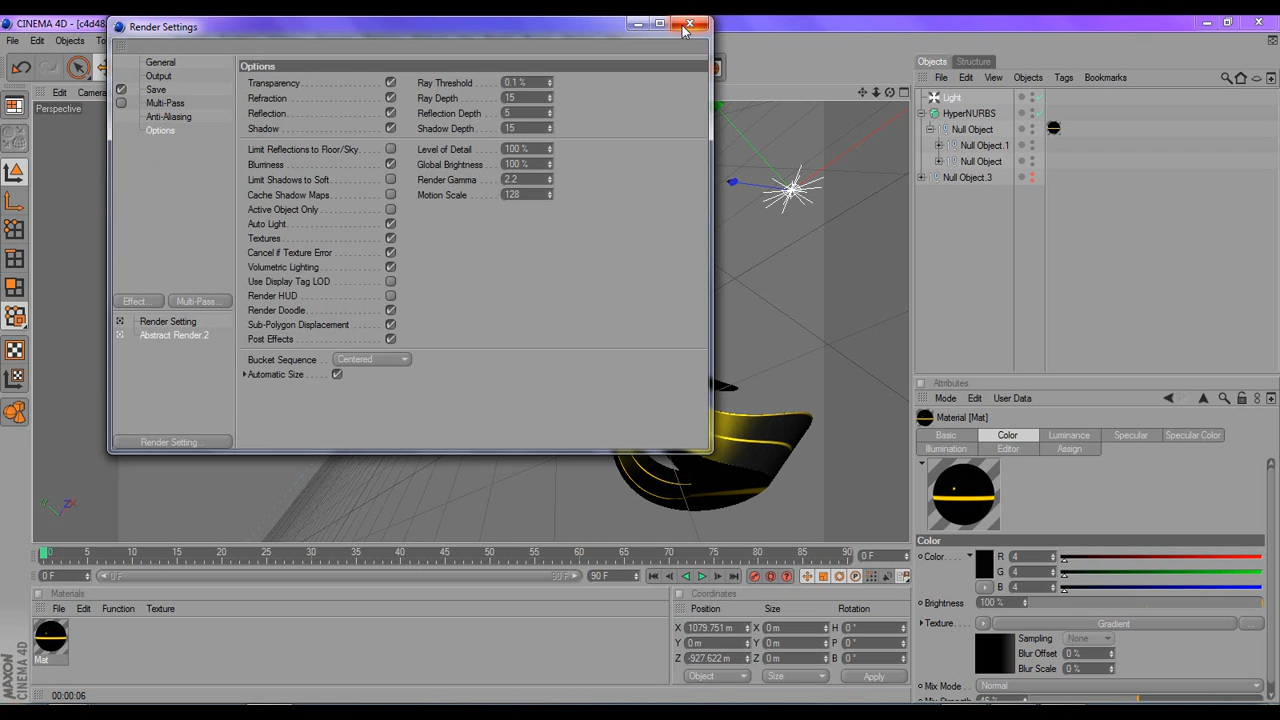 CINEMA 4D
Render Settings
File Edit Objects To
General
Output
Save
Multi-Pass
Anti-Aliasing
Options
Effect... Multi-Pass...
Render Setting
Abstract Render.2
Render Setting...
Options
Transparency Ray Threshold 0.1 %
Refraction Ray Depth 15
Reflection Reflection Depth 5
Shadow Shadow Depth 15
Limit Reflections to Floor/Sky Level of Detail 100 %
Blurriness Global Brightness 100 %
Limit Shadows to Soft Render Gamma 2.2
Cache Shadow Maps Motion Scale 128
Active Object Only
Auto Light
Textures
Cancel if Texture Error
Volumetric Lighting
Use Display Tag LOD
Render HUD
Render Doodle
Sub-Polygon Displacement
Post Effects
Bucket Sequence Centered
Automatic Size
Edit Camera
Perspective
Y ZX
Objects Structure
File Edit View Objects Tags Bookmarks
Light
HyperNURBS
Null Object
Null Object.1
Null Object
Null Object.3
Attributes
Mode Edit User Data
Material [Mat]
Basic Color Luminance Specular Specular Color
Illumination Editor Assign
Color
Color R 4
G 4
B 4
Brightness 100 %
Texture Gradient ...
Sampling None
Blur Offset 0 %
Blur Scale 0 %
Mix Mode Normal
0 5 10 15 20 25 30 35 40 45 50 55 60 65 70 75 80 85 90 0 F
0 F 0 F 90 F 90 F
Materials
File Edit Function Texture
Mat
Coordinates
Position Size Rotation
X 1079.751 m X 0 m H 0 °
Y 0 m Y 0 m P 0 °
Z -927.622 m Z 0 m B 0 °
Object Size Apply
MAXON
CINEMA 4D
00:00:06